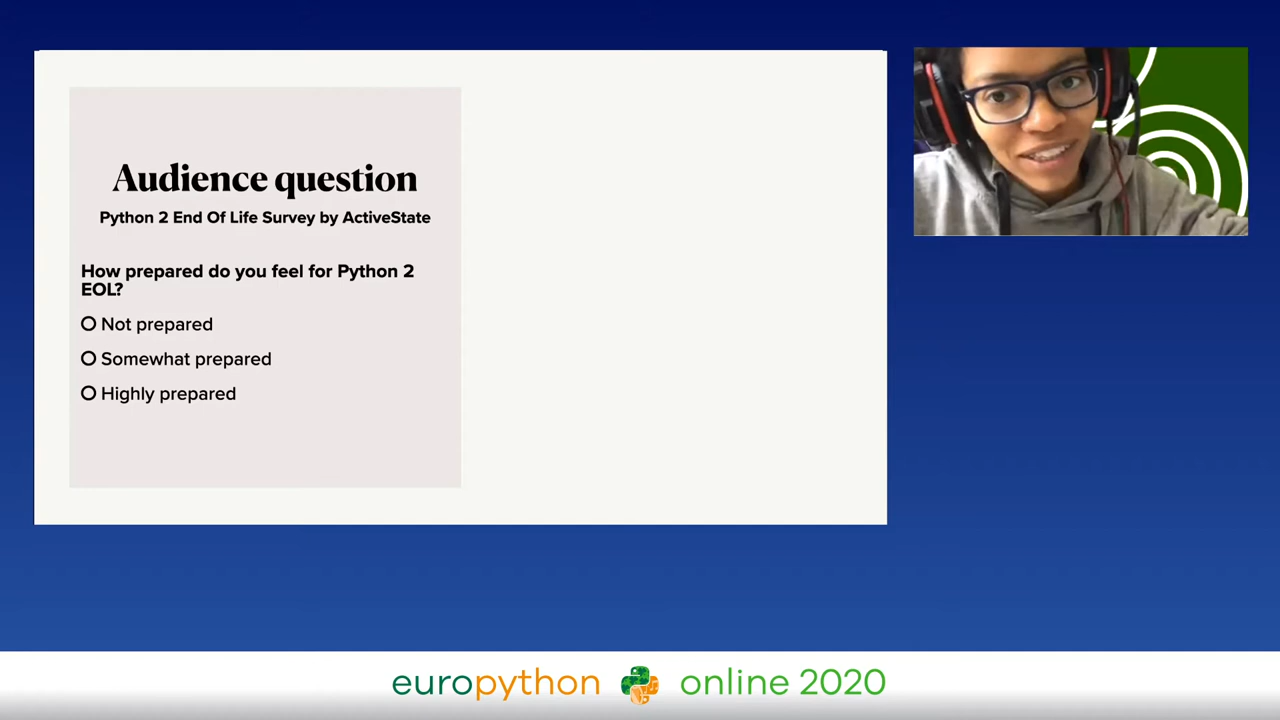 Audience question
Python 2 End Of Life Survey by ActiveState
How prepared do you feel for Python 2
EOL?
Not prepared
Somewhat prepared
Highly prepared
europython online 2020